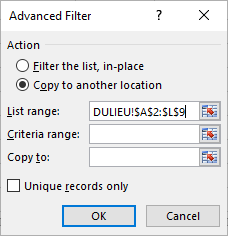 Advanced Filter
Action
Filter the list, in-place
Copy to another location
List range: DULIEU!$A$2:$L$9
Criteria range:
Copy to:
Unique records only
OK Cancel